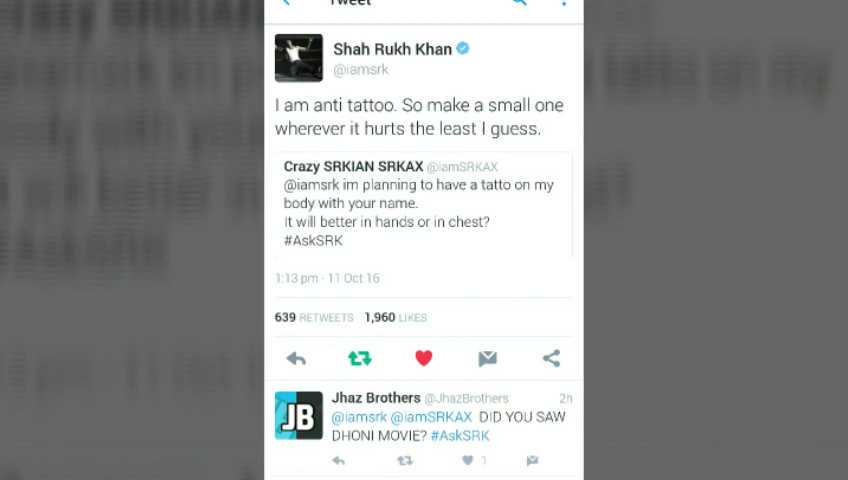 Tweet
Shah Rukh Khan
@iamsrk
I am anti tattoo. So make a small one
wherever it hurts the least I guess.
Crazy SRKIAN SRKAX @iamSRKAX
@iamsrk im planning to have a tatto on my
body with your name.
It will better in hands or in chest?
#AskSRK
1:13 pm · 11 Oct 16
639 RETWEETS 1,960 LIKES
JB
Jhaz Brothers @JhazBrothers 2h
@iamsrk @iamSRKAX DID YOU SAW
DHONI MOVIE? #AskSRK
1